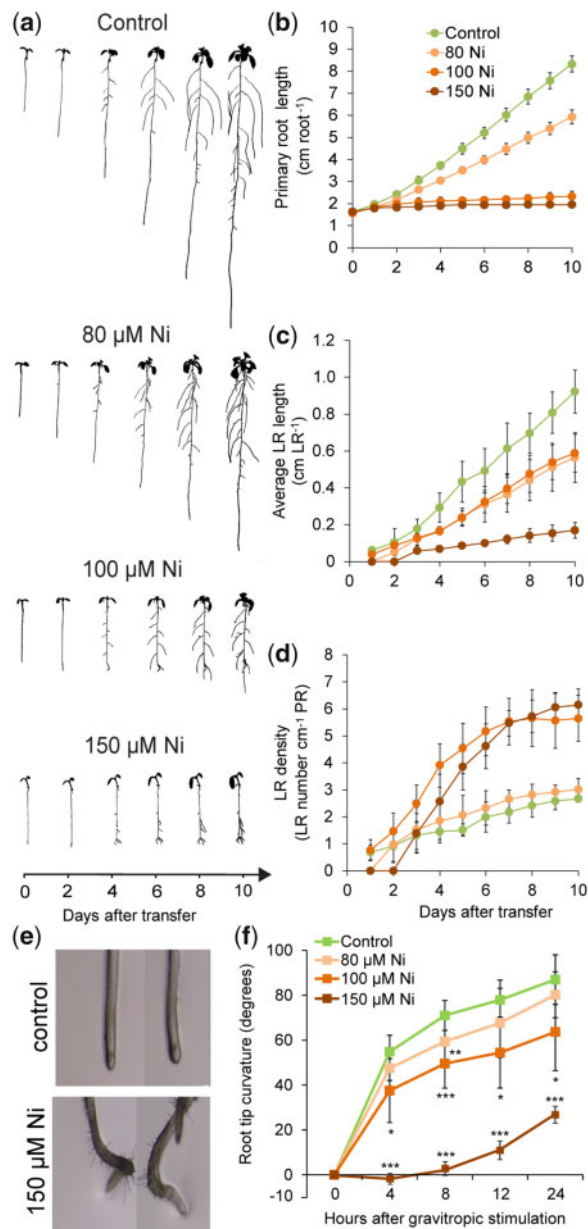 (a)
Control
80 µM Ni
100 µM Ni
150 µM Ni
0 2 4 6 8 10
Days after transfer
(b)
Control
80 Ni
100 Ni
150 Ni
Primary root length
(cm root⁻¹)
10
9
8
7
6
5
4
3
2
1
0
0 2 4 6 8 10
(c)
Average LR length
(cm LR⁻¹)
1.2
1.0
0.8
0.6
0.4
0.2
0
0 2 4 6 8 10
(d)
LR density
(LR number cm⁻¹ PR)
8
7
6
5
4
3
2
1
0
0 2 4 6 8 10
Days after transfer
(e)
control
150 µM Ni
(f)
Control
80 µM Ni
100 µM Ni
150 µM Ni
Root tip curvature (degrees)
100
80
60
40
20
0
-10
**
*
***
*
*
***
***
***
***
0 4 8 12 24
Hours after gravitropic stimulation